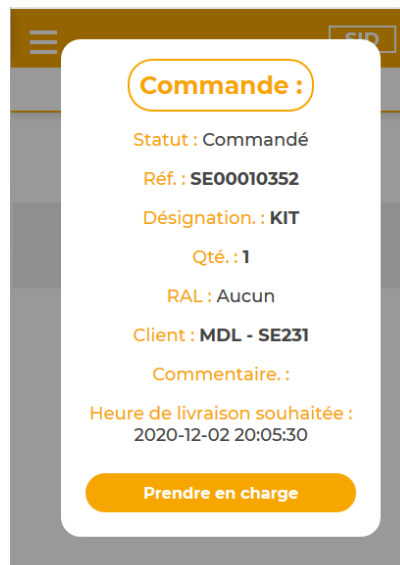 SID
Commande :
Statut : Commandé
Réf. : SE00010352
Désignation. : KIT
Qté. : 1
RAL : Aucun
Client : MDL - SE231
Commentaire. :
Heure de livraison souhaitée :
2020-12-02 20:05:30
Prendre en charge